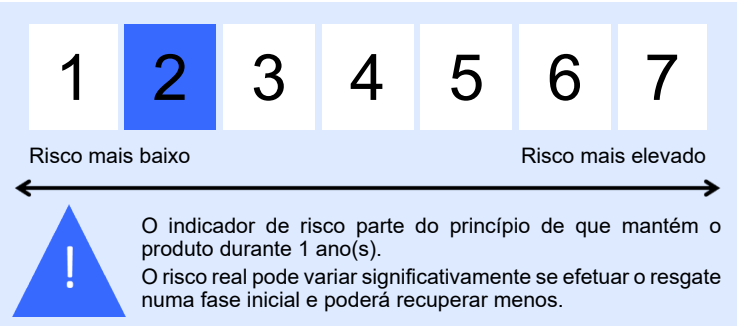 1 2 3 4 5 6 7
Risco mais baixo Risco mais elevado
! O indicador de risco parte do princípio de que mantém o
produto durante 1 ano(s).
O risco real pode variar significativamente se efetuar o resgate
numa fase inicial e poderá recuperar menos.